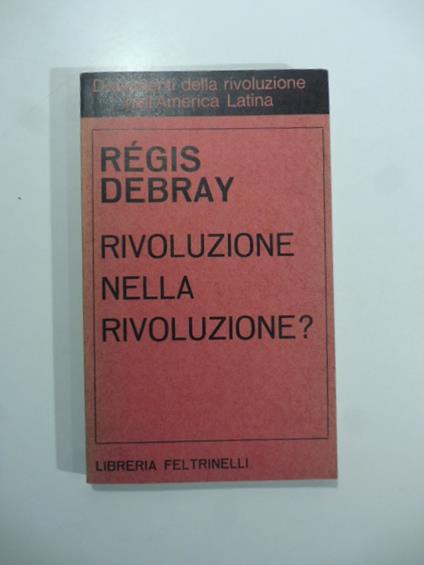 Documenti della rivoluzione
nell'America Latina
RÉGIS
DEBRAY
RIVOLUZIONE
NELLA
RIVOLUZIONE?
LIBRERIA FELTRINELLI